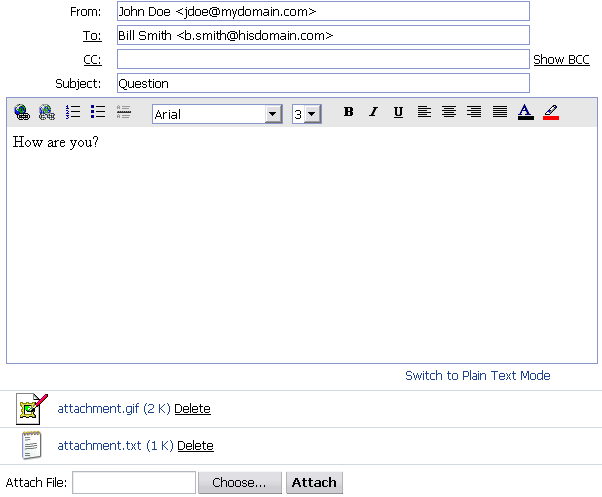 From: John Doe <jdoe@mydomain.com>
To: Bill Smith <b.smith@hisdomain.com>
CC: Show BCC
Subject: Question
Arial 3 B I U A
How are you?
Switch to Plain Text Mode
attachment.gif (2 K) Delete
attachment.txt (1 K) Delete
Attach File: Choose... Attach